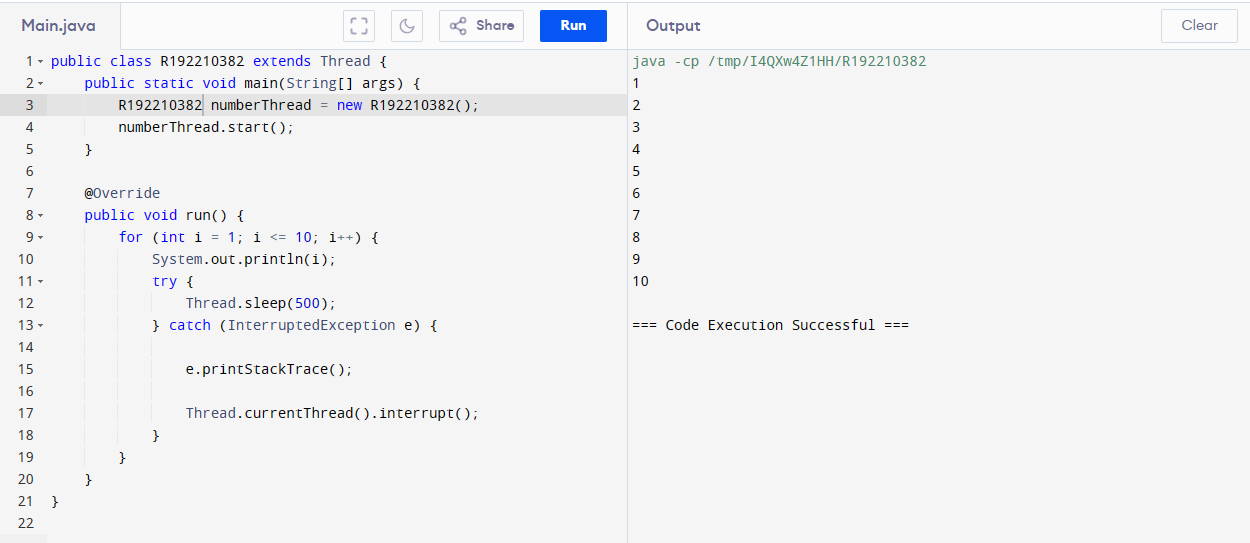 Main.java
Share
Run
Output
Clear
1 public class R192210382 extends Thread {
2     public static void main(String[] args) {
3         R192210382 numberThread = new R192210382();
4         numberThread.start();
5     }
6
7     @Override
8     public void run() {
9         for (int i = 1; i <= 10; i++) {
10             System.out.println(i);
11             try {
12                 Thread.sleep(500);
13             } catch (InterruptedException e) {
14
15                 e.printStackTrace();
16
17                 Thread.currentThread().interrupt();
18             }
19         }
20     }
21 }
22
java -cp /tmp/I4QXw4Z1HH/R192210382
1
2
3
4
5
6
7
8
9
10
=== Code Execution Successful ===